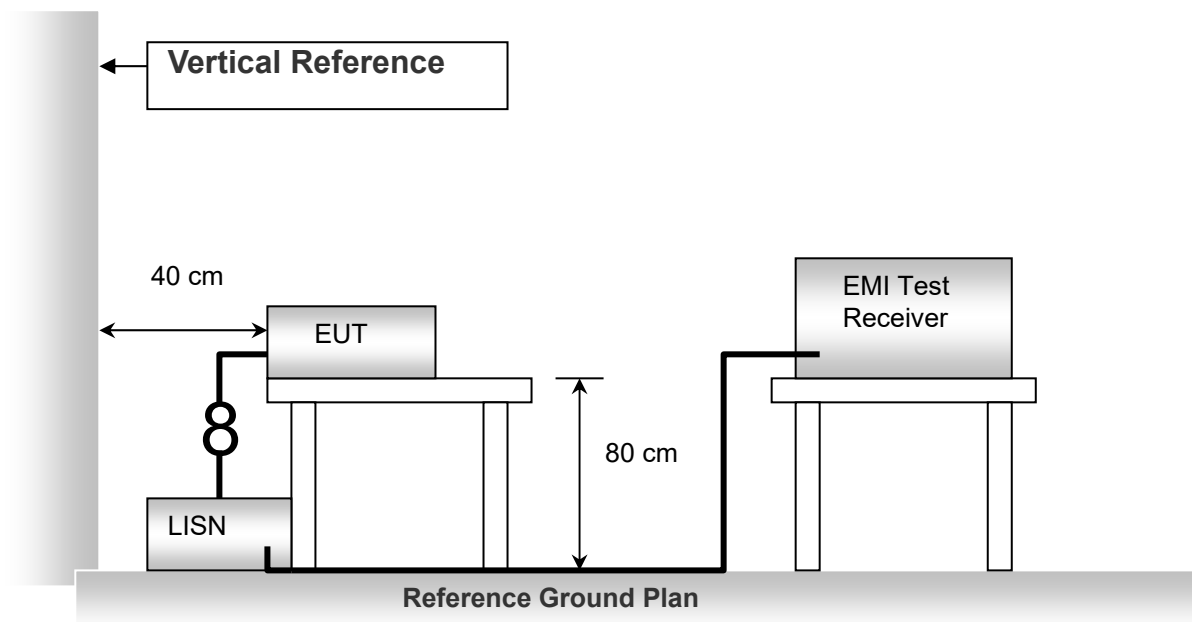 Vertical Reference
40 cm
EUT
EMI Test
Receiver
80 cm
LISN
Reference Ground Plan